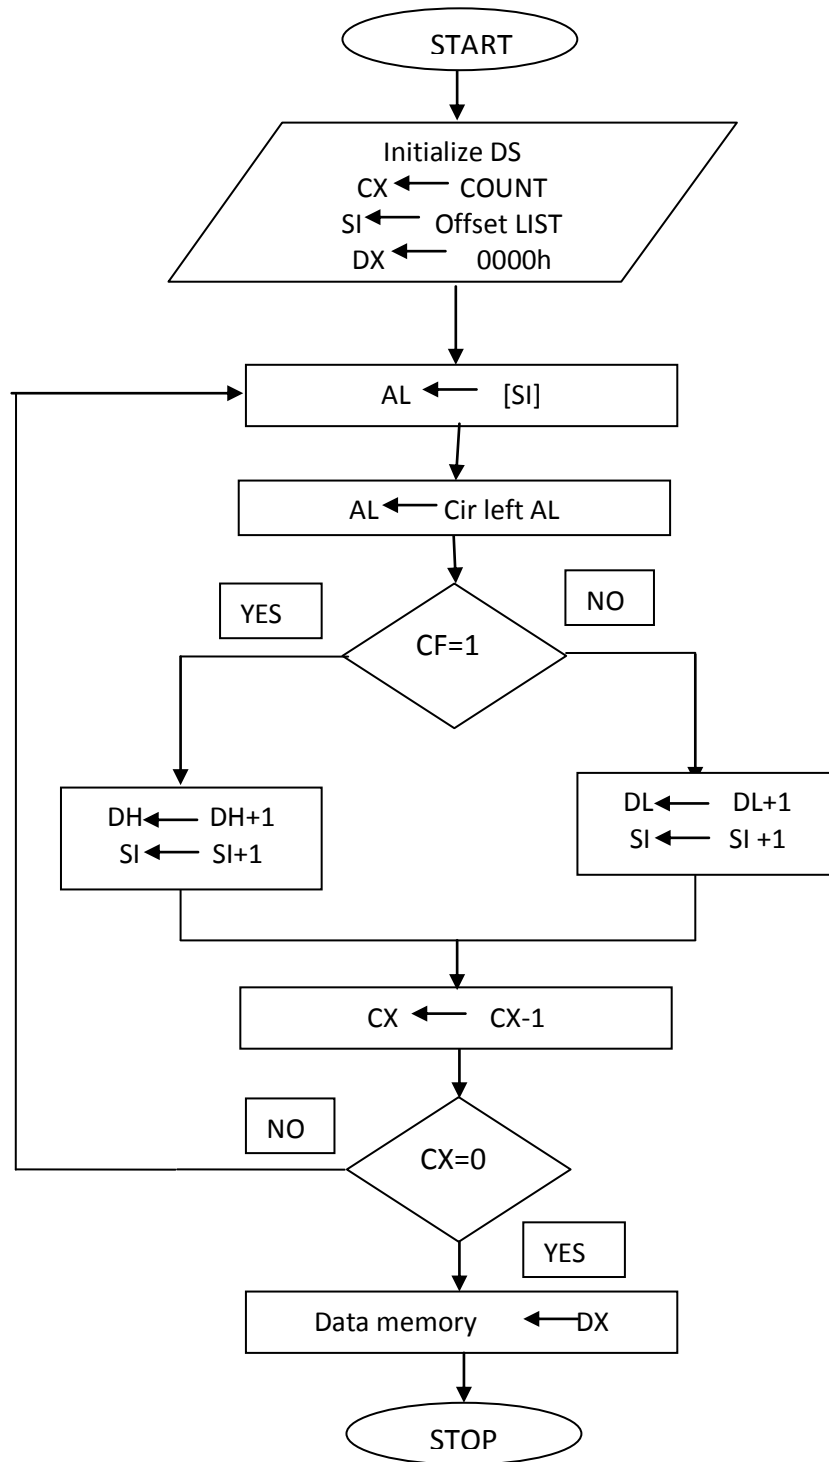 START
Initialize DS
CX COUNT
SI Offset LIST
DX 0000h
AL [SI]
AL Cir left AL
YES
NO
CF=1
DH DH+1
SI SI+1
DL DL+1
SI SI +1
CX CX-1
NO
CX=0
YES
Data memory DX
STOP